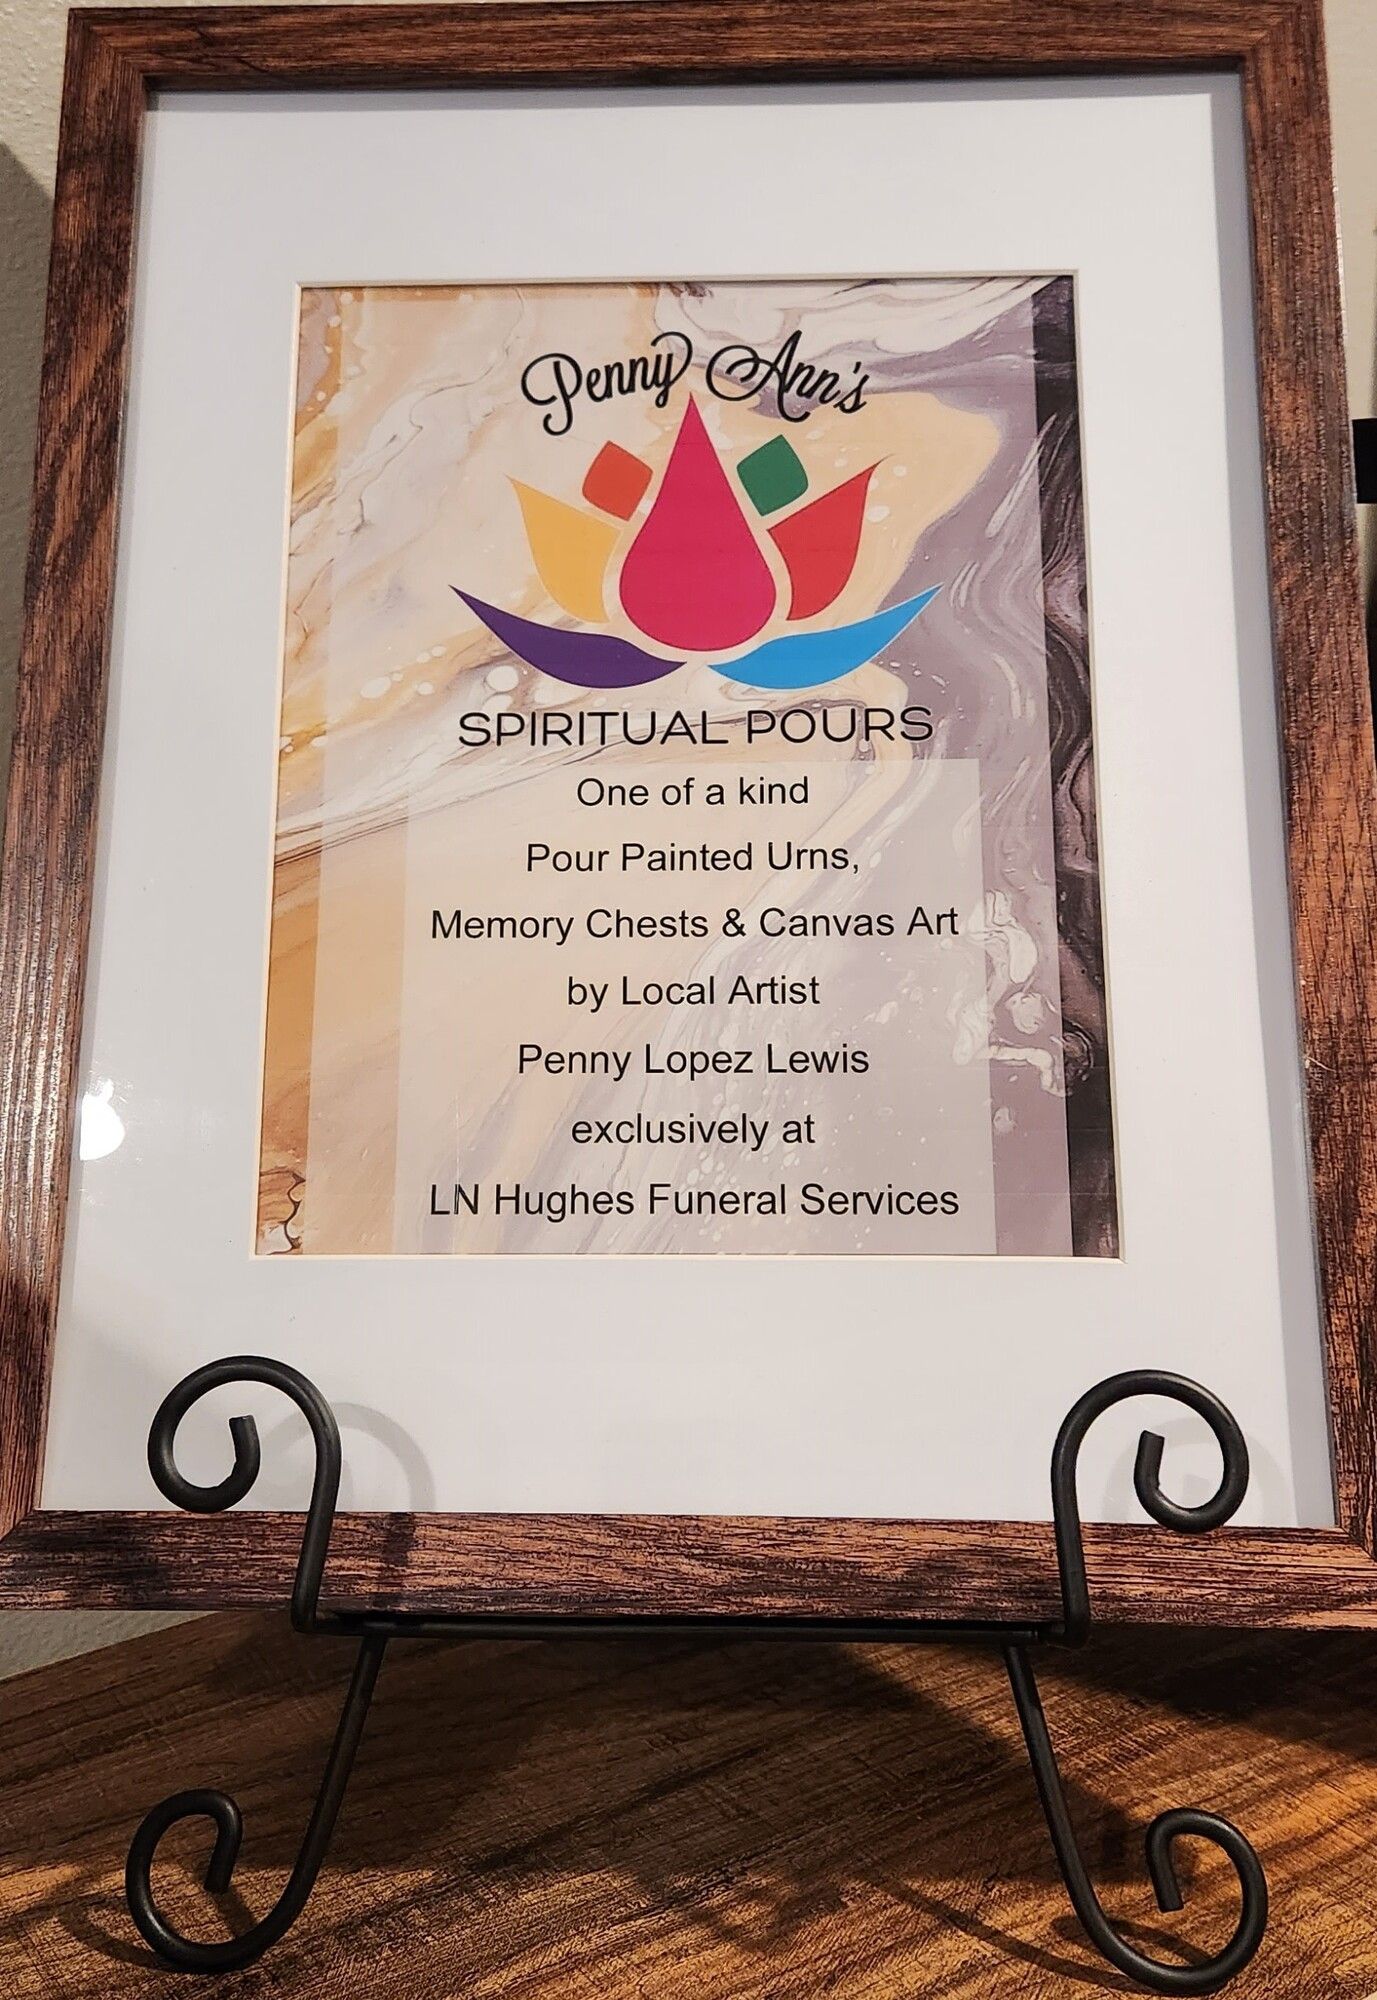 Penny Ann's
SPIRITUAL POURS
One of a kind
Pour Painted Urns,
Memory Chests & Canvas Art
by Local Artist
Penny Lopez Lewis
exclusively at
LN Hughes Funeral Services